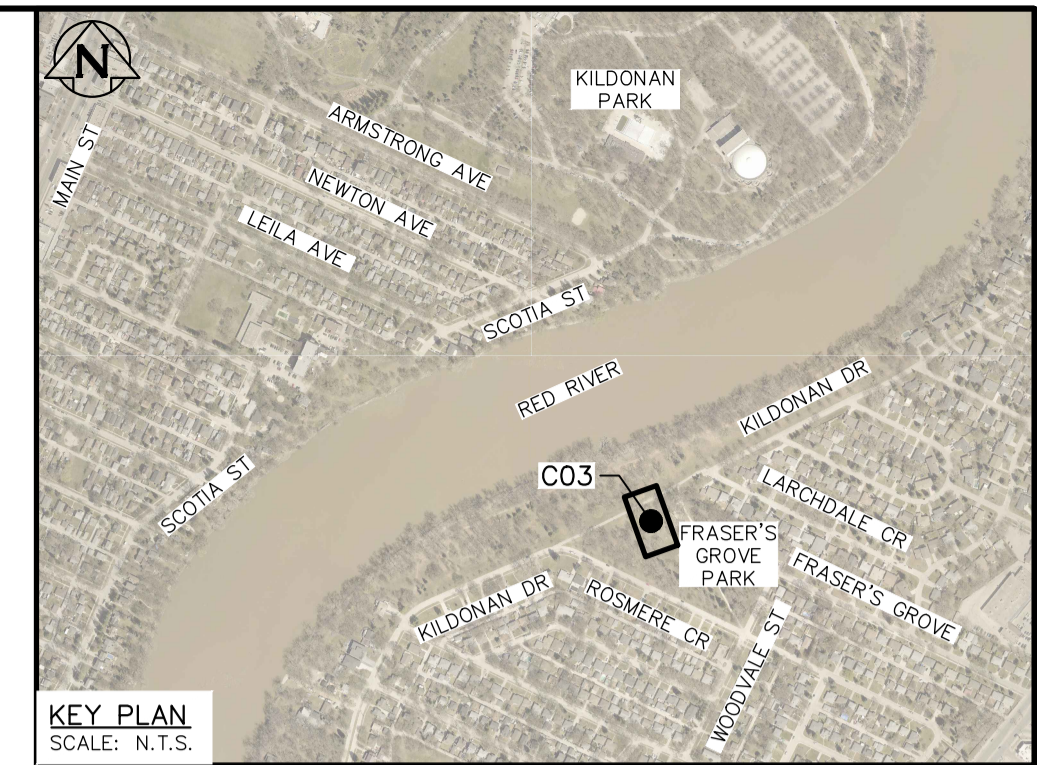 N
KILDONAN
PARK
ARMSTRONG AVE
MAIN ST
NEWTON AVE
LEILA AVE
SCOTIA ST
RED RIVER
KILDONAN DR
SCOTIA ST
C03
LARCHDALE CR
FRASER'S
GROVE
PARK
FRASER'S GROVE
KILDONAN DR
ROSMERE CR
WOODVALE ST
KEY PLAN
SCALE: N.T.S.